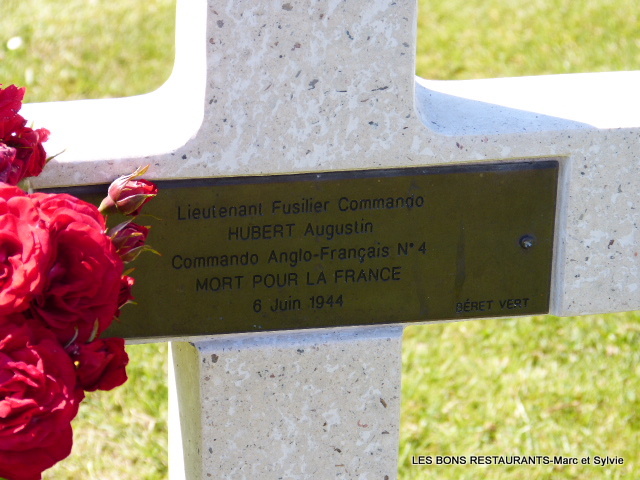 Lieutenant Fusilier Commando
HUBERT Augustin
Commando Anglo-Français N°4
MORT POUR LA FRANCE
6 Juin 1944
BÉRET VERT
LES BONS RESTAURANTS-Marc et Sylvie